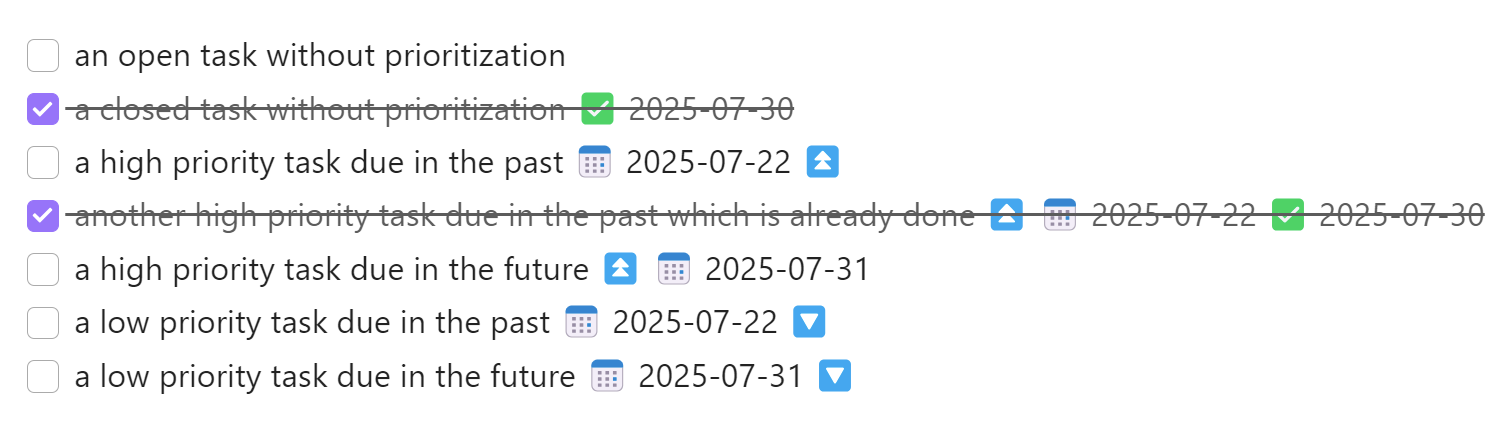 an open task without prioritization
a closed task without prioritization ✅ 2025-07-30
a high priority task due in the past 📅 2025-07-22 ⏫
another high priority task due in the past which is already done ⏫ 📅 2025-07-22 ✅ 2025-07-30
a high priority task due in the future ⏫ 📅 2025-07-31
a low priority task due in the past 📅 2025-07-22 🔽
a low priority task due in the future 📅 2025-07-31 🔽